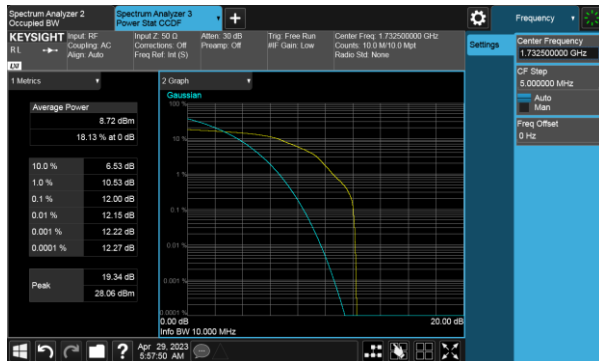 Spectrum Analyzer 2
Occupied BW
Spectrum Analyzer 3
Power Stat CCDF
Frequency
KEYSIGHT
RL
Input: RF
Coupling: AC
Align: Auto
Input Z: 50 Ω
Corrections: Off
Freq Ref: Int (S)
Atten: 30 dB
Preamp: Off
Trig: Free Run
#IF Gain: Low
Center Freq: 1.732500000 GHz
Counts: 10.0 M/10.0 Mpt
Radio Std: None
Settings
Center Frequency
1.732500000 GHz
CF Step
5.000000 MHz
Auto
Man
Freq Offset
0 Hz
1 Metrics
Average Power
8.72 dBm
18.13 % at 0 dB
10.0 % 6.53 dB
1.0 % 10.53 dB
0.1 % 12.00 dB
0.01 % 12.15 dB
0.001 % 12.22 dB
0.0001 % 12.27 dB
Peak 19.34 dB
28.06 dBm
2 Graph
Gaussian
100 %
10 %
1 %
0.1 %
0.01 %
0.001 %
0.0001 %
0.00 dB 20.00 dB
Info BW 10.000 MHz
Apr 29, 2023
5:57:50 AM